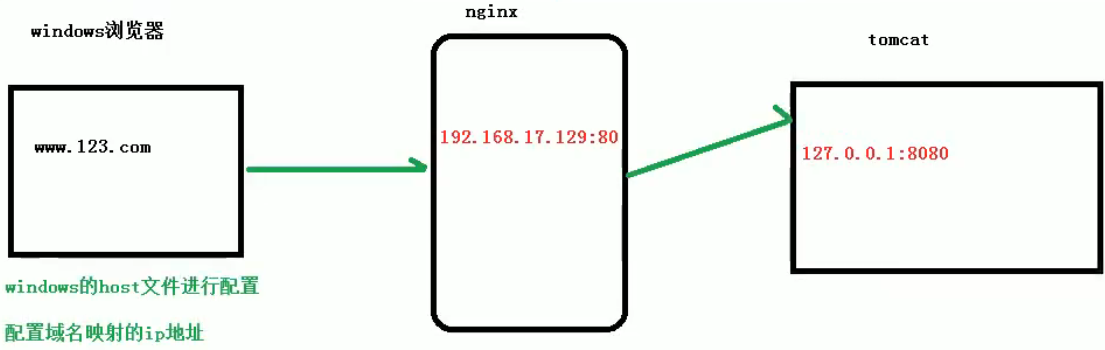 windows浏览器
www.123.com
windows的host文件进行配置
配置域名映射的ip地址
nginx
192.168.17.129:80
tomcat
127.0.0.1:8080